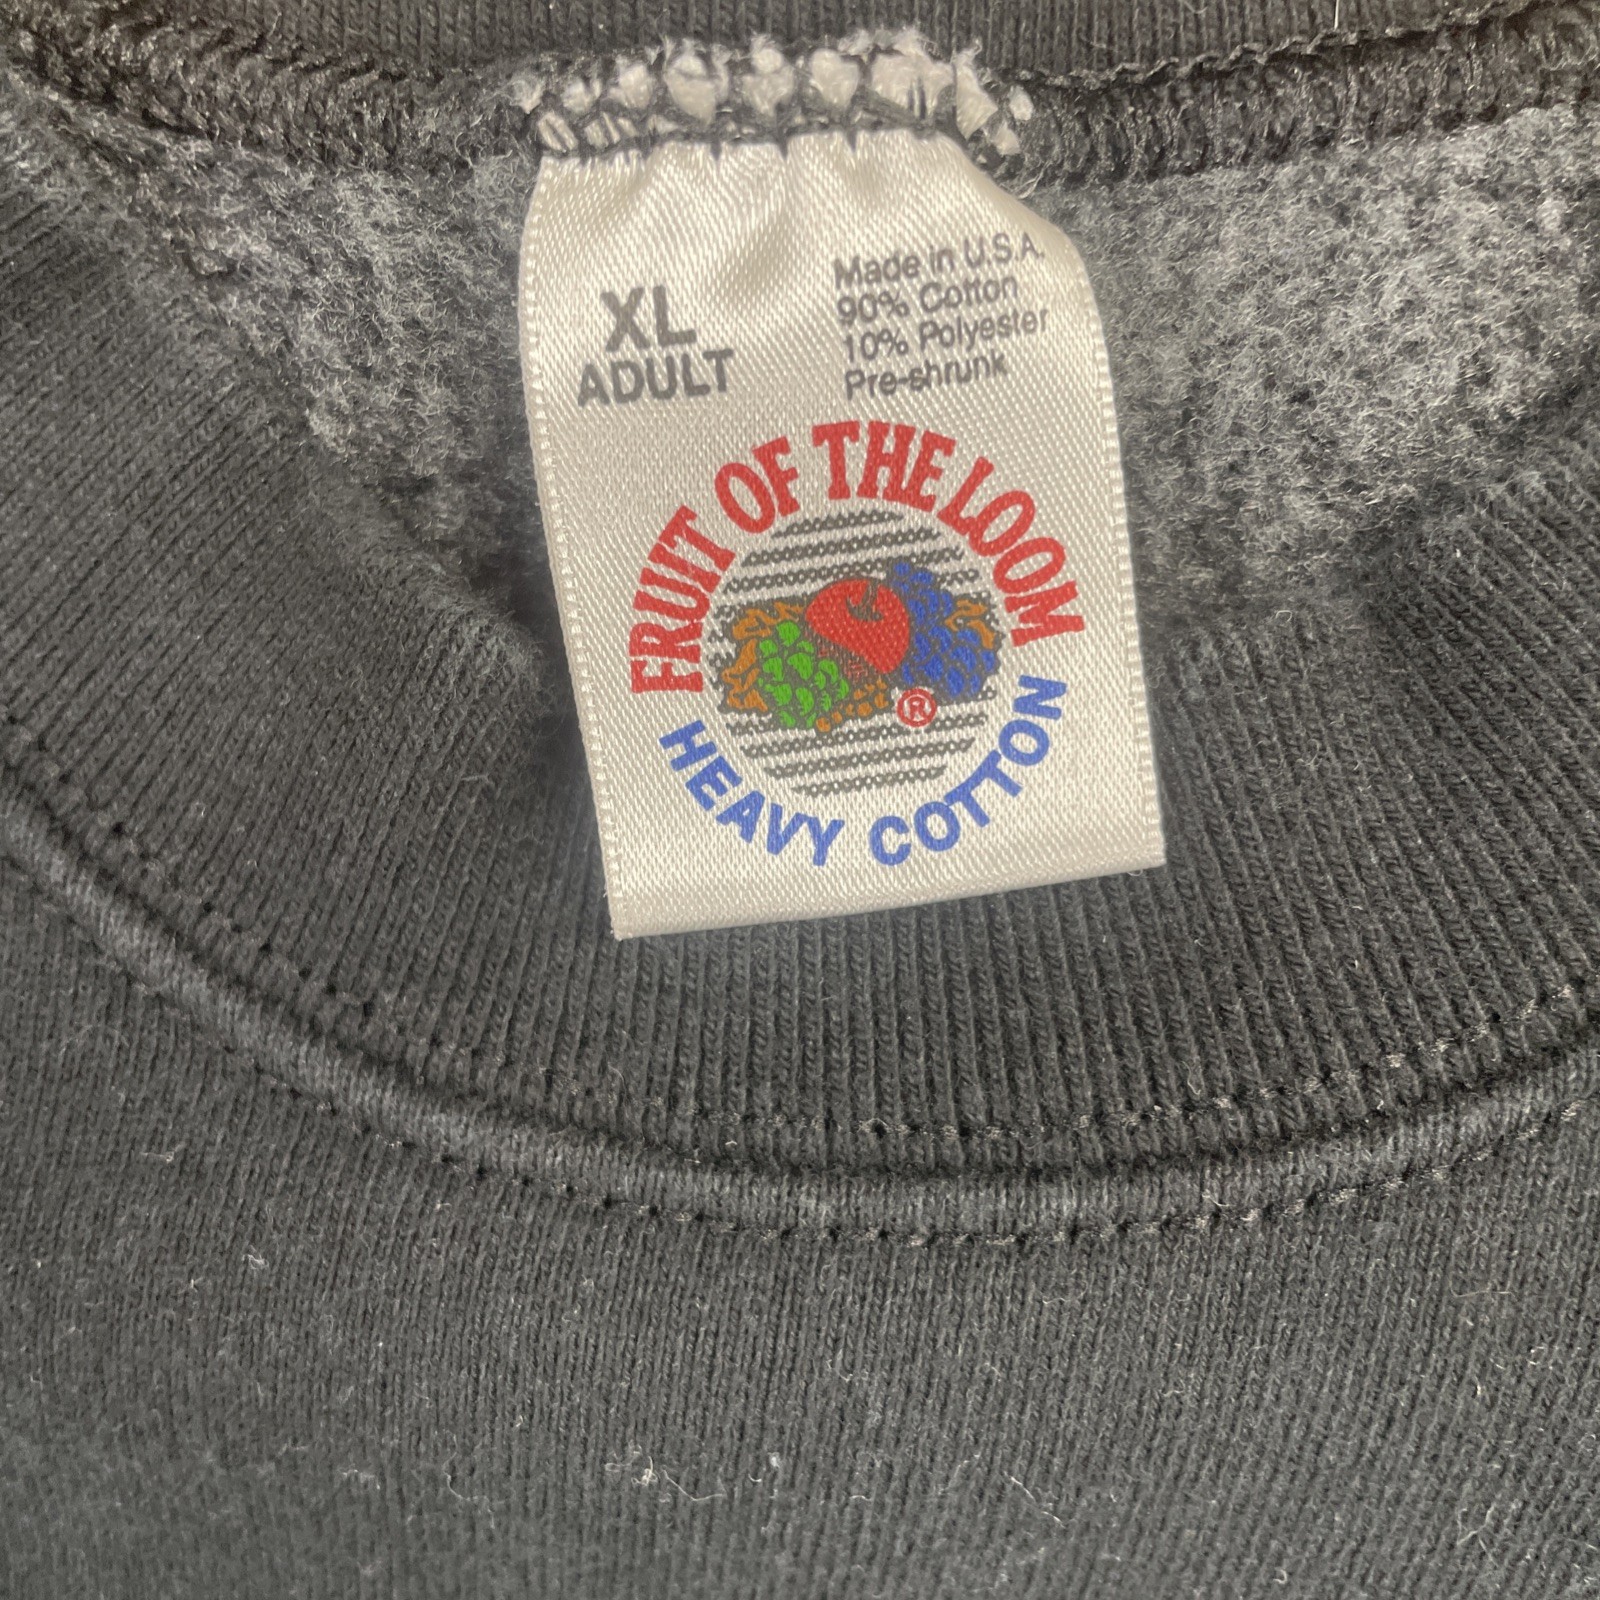 XL
ADULT
Made in U.S.A.
90% Cotton
10% Polyester
Pre-shrunk
FRUIT OF THE LOOM
®
HEAVY COTTON